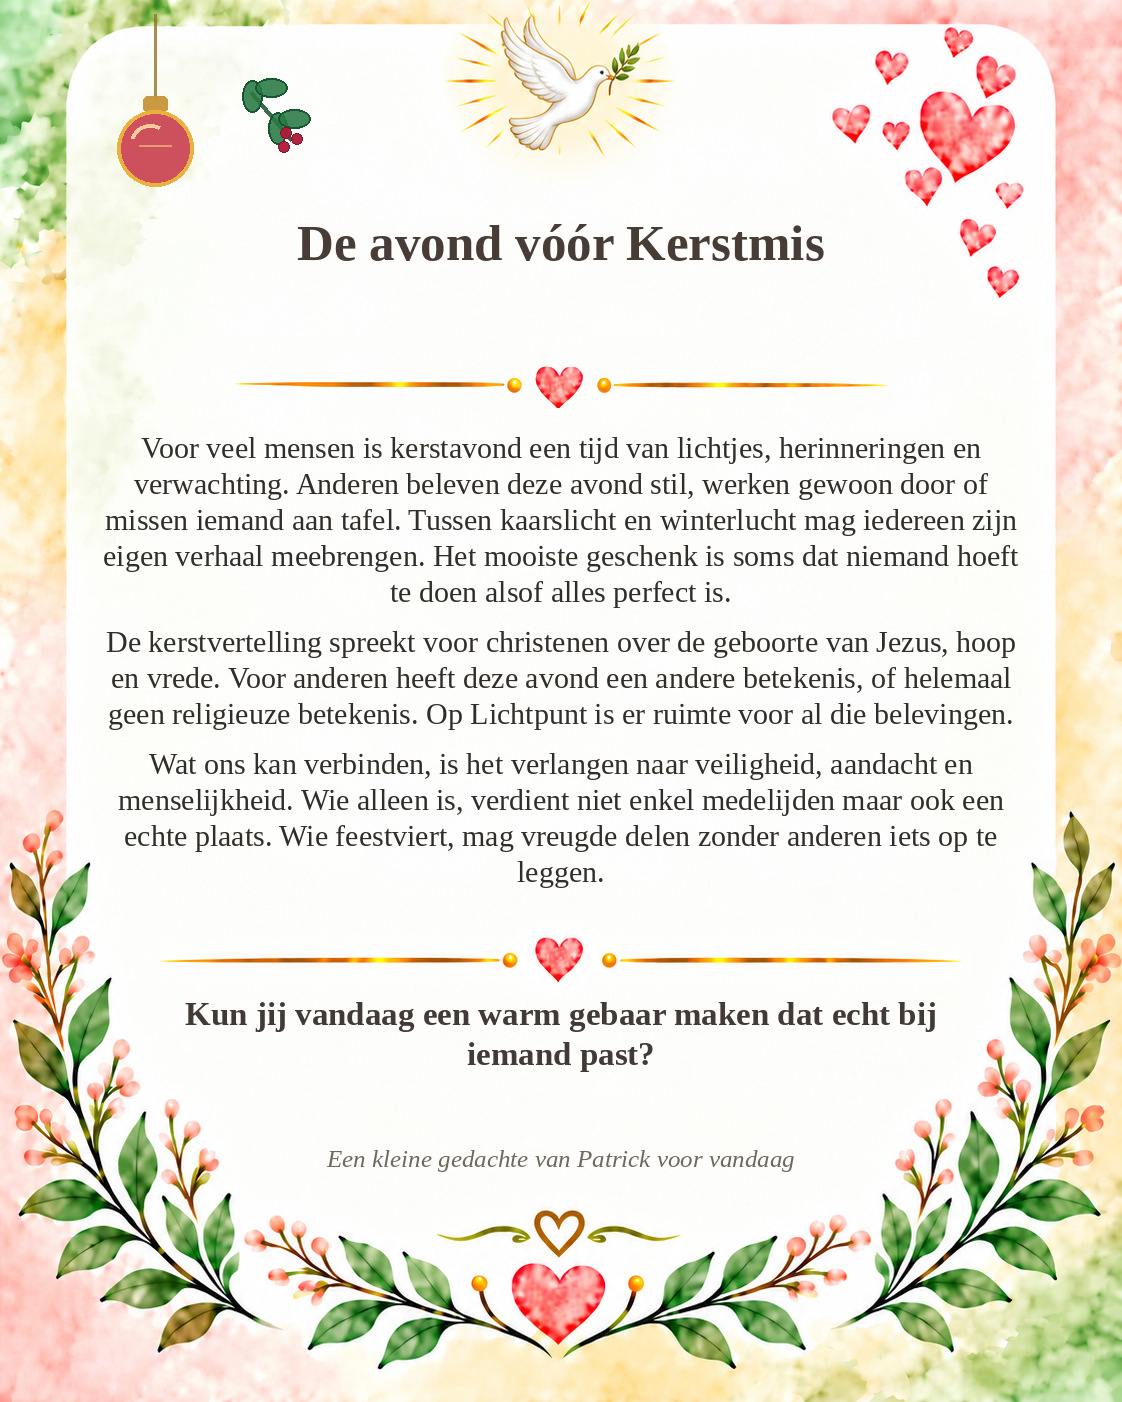 De avond vóór Kerstmis
Voor veel mensen is kerstavond een tijd van lichtjes, herinneringen en
verwachting. Anderen beleven deze avond stil, werken gewoon door of
missen iemand aan tafel. Tussen kaarslicht en winterlucht mag iedereen zijn
eigen verhaal meebrengen. Het mooiste geschenk is soms dat niemand hoeft
te doen alsof alles perfect is.
De kerstvertelling spreekt voor christenen over de geboorte van Jezus, hoop
en vrede. Voor anderen heeft deze avond een andere betekenis, of helemaal
geen religieuze betekenis. Op Lichtpunt is er ruimte voor al die belevingen.
Wat ons kan verbinden, is het verlangen naar veiligheid, aandacht en
menselijkheid. Wie alleen is, verdient niet enkel medelijden maar ook een
echte plaats. Wie feestviert, mag vreugde delen zonder anderen iets op te
leggen.
Kun jij vandaag een warm gebaar maken dat echt bij
iemand past?
Een kleine gedachte van Patrick voor vandaag